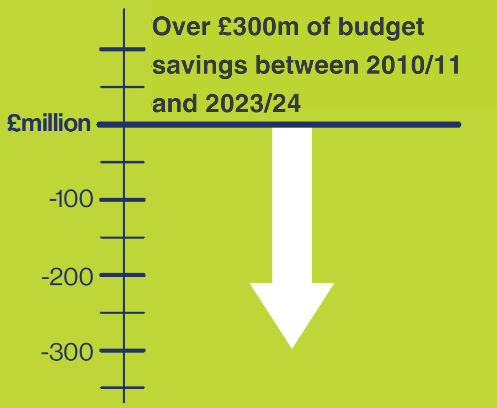 Over £300m of budget
savings between 2010/11
and 2023/24
£million
-100
-200
-300